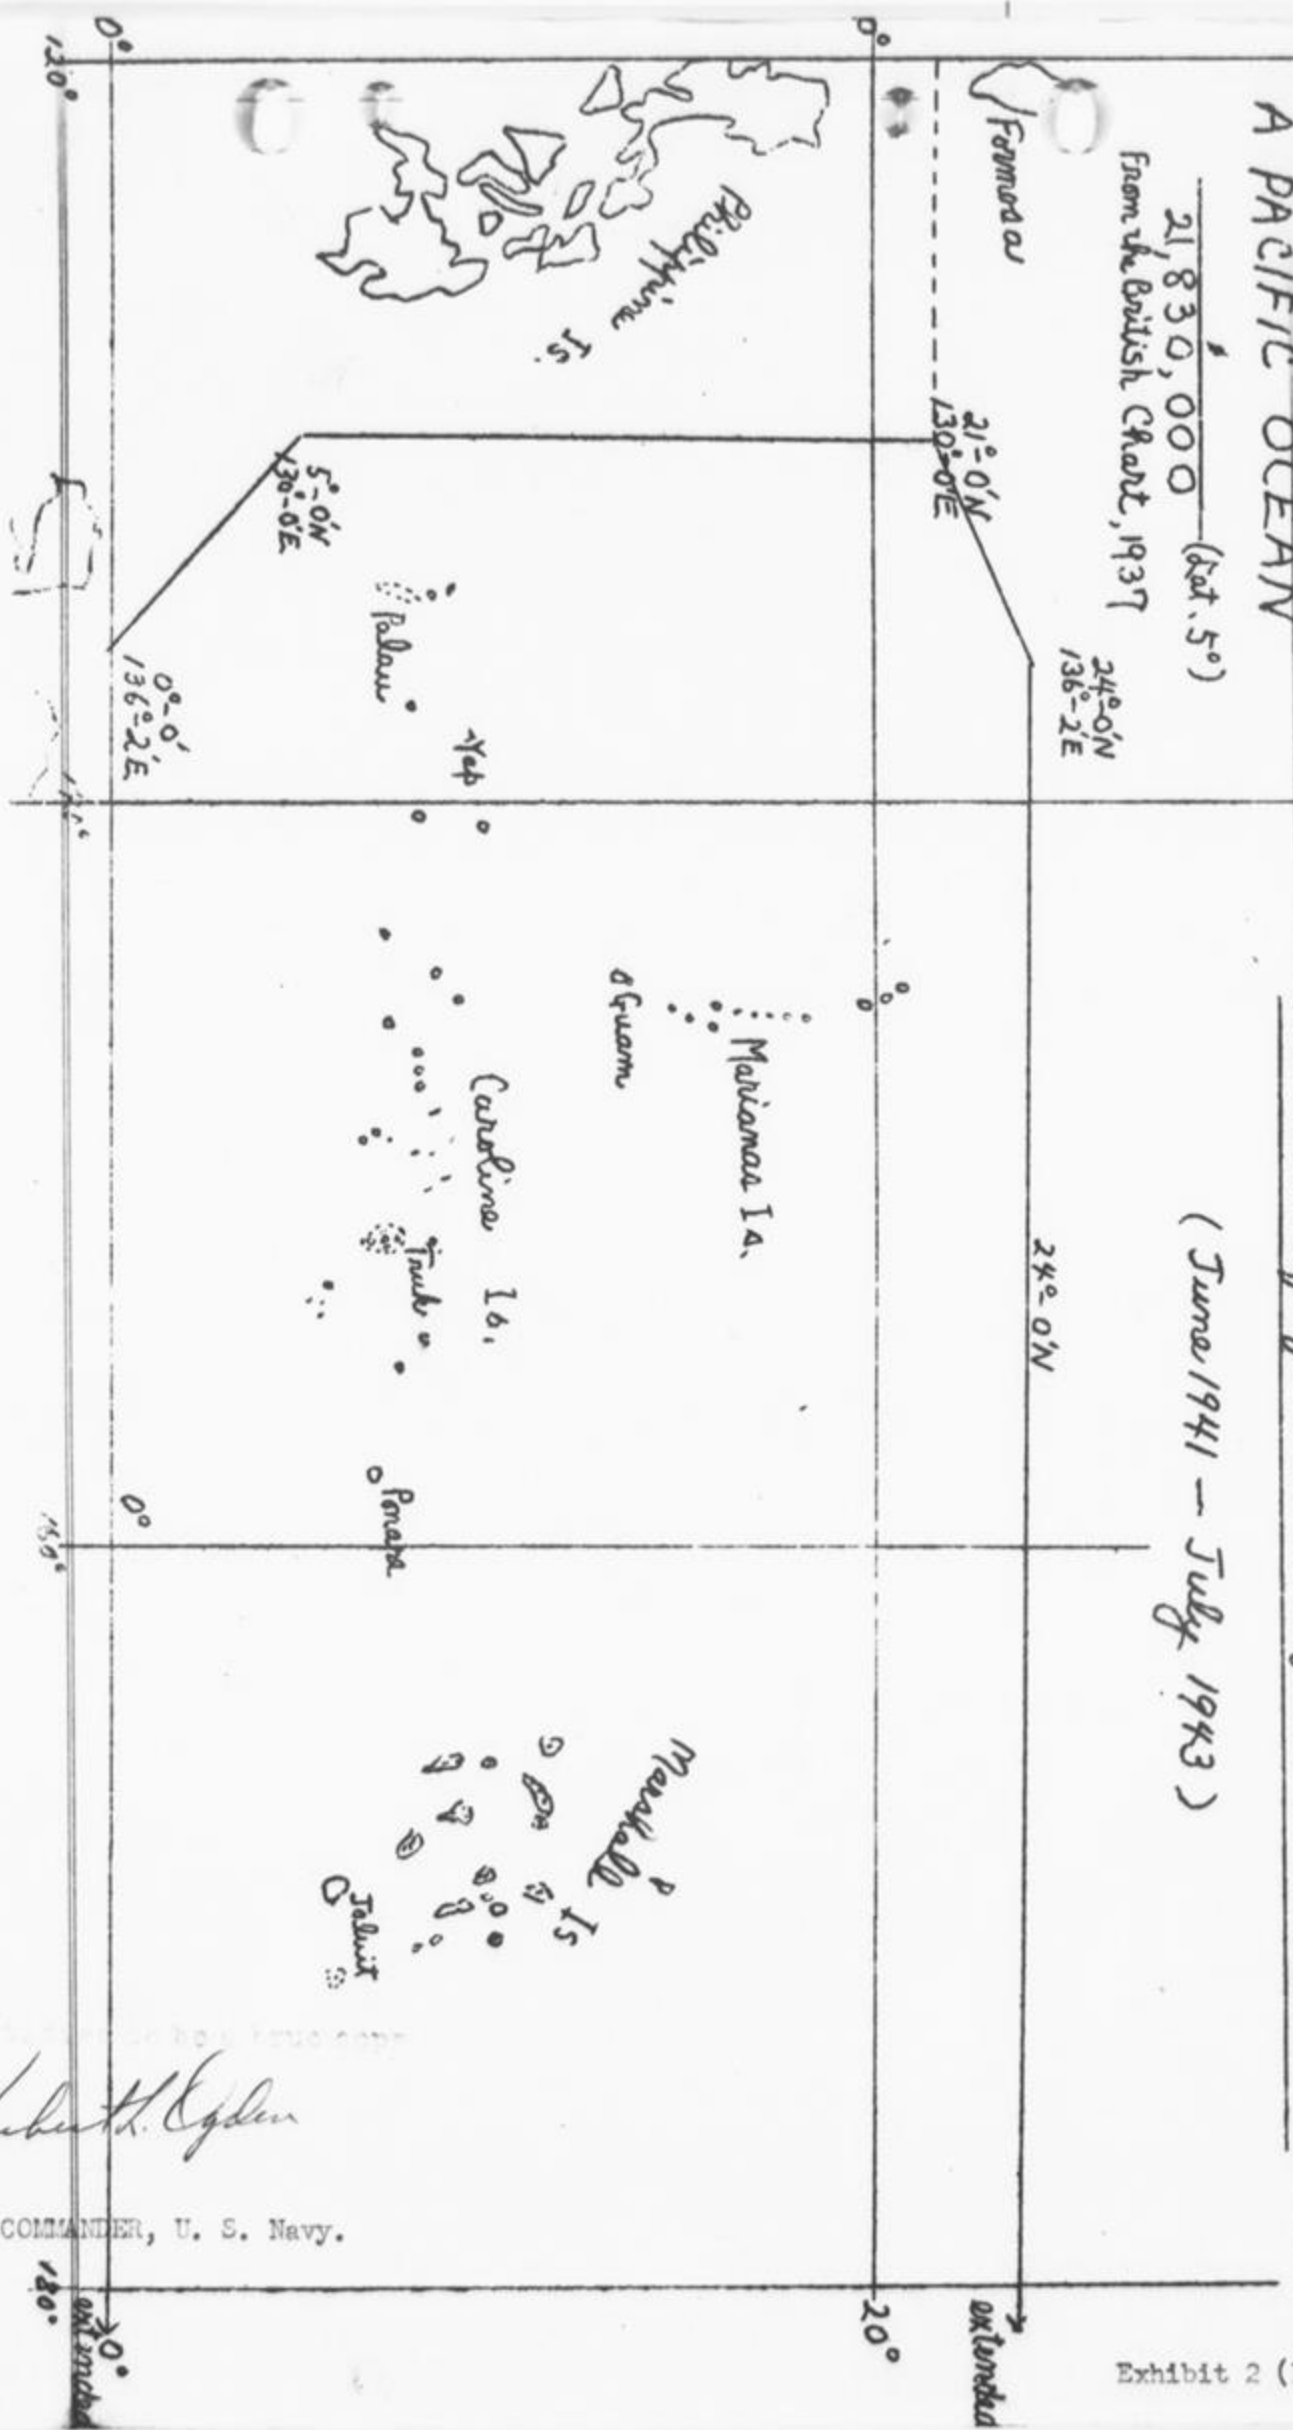 A PACIFIC OCEAN
21,830,000 (Lat. 5°)
From the British Chart, 1937
(June 1941 — July 1943)
24°-0'N
136°-2'E
24°-0'N
extended
Formosa
21°-0'N
130°-0'E
0°
20°
Philippine
Is.
Marianas Is.
Guam
Marshall
Is
Yap
Caroline Is.
Palau
Truk
Ponape
Jaluit
5°-0'N
130°-0'E
0°-0'
136°-2'E
0°
0°
0°
extended
120°
150°
180°
Ogden
COMMANDER, U. S. Navy.
Exhibit 2